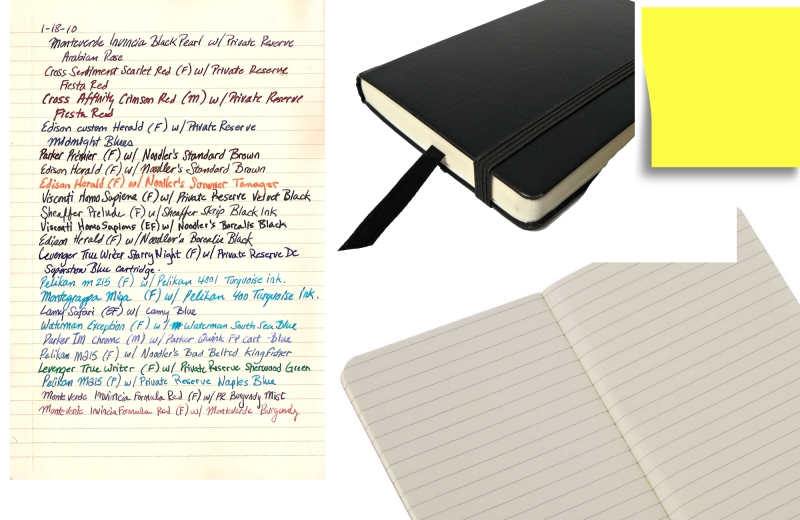 1-18-10
Monteverde Invincia Black Pearl w/ Private Reserve
Arabian Rose
Cross Sentiment Scarlet Red (F) w/ Private Reserve
Fiesta Red
Cross Affinity Crimson Red (M) w/ Private Reserve
Fiesta Red
Edison custom Herald (F) w/ Private Reserve
Midnight Blues
Parker Premier (F) w/ Noodler's Standard Brown
Edison Herald (F) w/ Noodler's Standard Brown
Edison Herald (F) w/ Noodler's Summer Tanager
Visconti Homo Sapiens (F) w/ Private Reserve Velvet Black
Sheaffer Prelude (F) w/ Sheaffer Skrip Black Ink
Visconti Homo Sapiens (EF) w/ Noodler's Borealis Black
Edison Herald (F) w/ Noodler's Borealis Black
Levenger True Writer Starry Night (F) w/ Private Reserve DC
Supershow Blue cartridge.
Pelikan M 215 (F) w/ Pelikan 4001 Turquoise ink.
Montegrappa Miya (F) w/ Pelikan 400 Turquoise Ink.
Lamy Safari (EF) w/ Lamy Blue
Waterman Exception (F) w/ Waterman South Sea Blue
Parker IM chrome (M) w/ Parker Quink FP Cart -Blue
Pelikan M215 (F) w/ Noodler's Bad Belted Kingfisher
Levenger True Writer (F) w/ Private Reserve Sherwood Green
Pelikan M215 (F) w/ Private Reserve Naples Blue
Monteverde Invincia Formula Red (F) w/ PR Burgundy Mist
Monteverde Invincia Formula Red (F) w/ Monteverde Burgundy